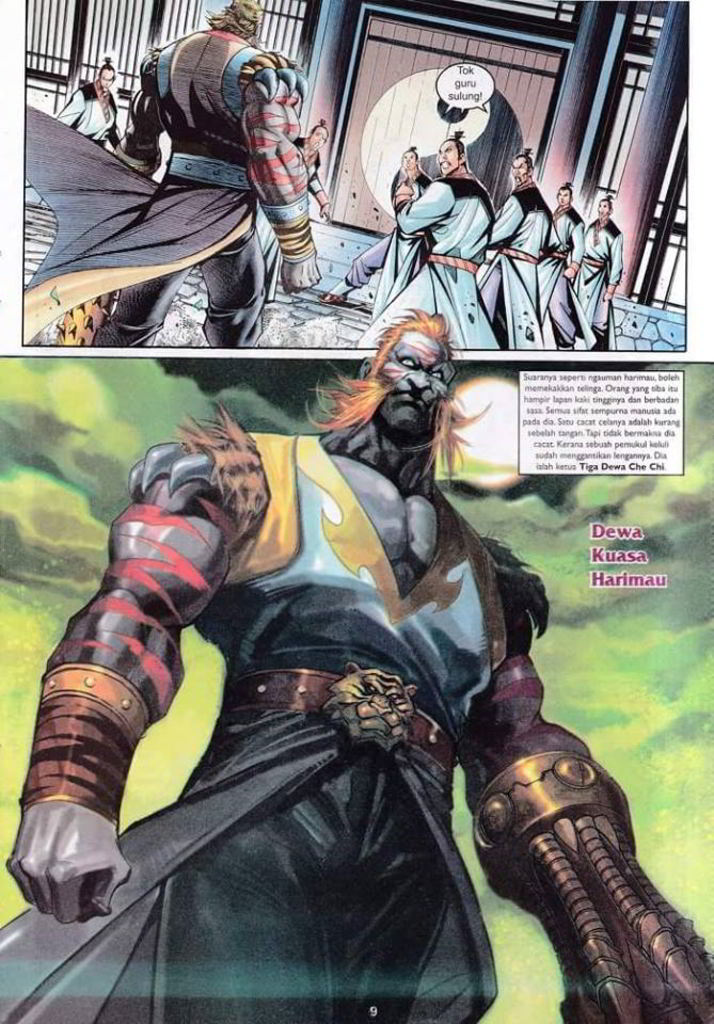 Tok
guru
sulung!
Suaranya seperti ngauman harimau, boleh
memekakkan telinga. Orang yang tiba itu
hampir lapan kaki tingginya dan berbadan
sasa. Semua sifat sempurna manusia ada
pada dia. Satu cacat celanya adalah kurang
sebelah tangan. Tapi tidak bermakna dia
cacat. Kerana sebuah pemukul keluli
sudah menggantikan lengannya. Dia
ialah ketua Tiga Dewa Che Chi.
Dewa
Kuasa
Harimau
9